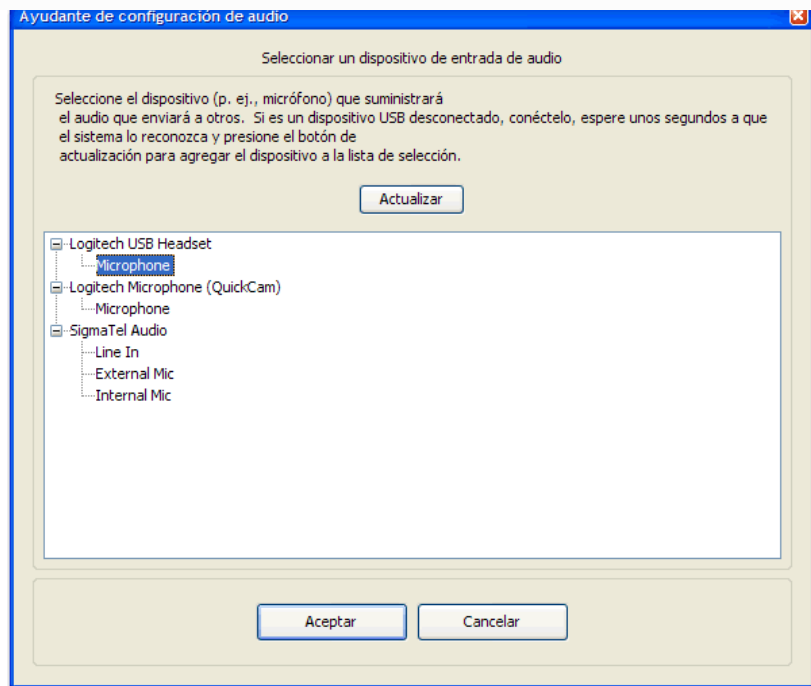 Ayudante de configuración de audio
Seleccionar un dispositivo de entrada de audio
Seleccione el dispositivo (p. ej., micrófono) que suministrará
el audio que enviará a otros. Si es un dispositivo USB desconectado, conéctelo, espere unos segundos a que
el sistema lo reconozca y presione el botón de
actualización para agregar el dispositivo a la lista de selección.
Actualizar
Logitech USB Headset
Microphone
Logitech Microphone (QuickCam)
Microphone
SigmaTel Audio
Line In
External Mic
Internal Mic
Aceptar
Cancelar